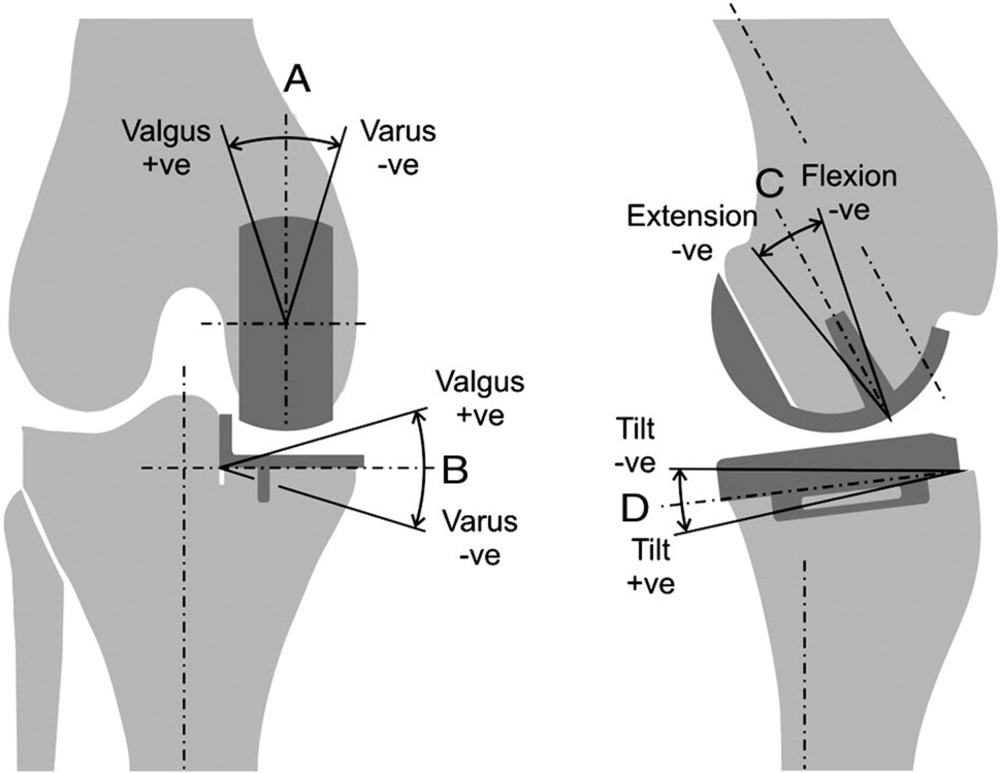 A
Valgus
+ve
Varus
-ve
Valgus
+ve
B
Varus
-ve
C
Flexion
-ve
Extension
-ve
Tilt
-ve
D
Tilt
+ve